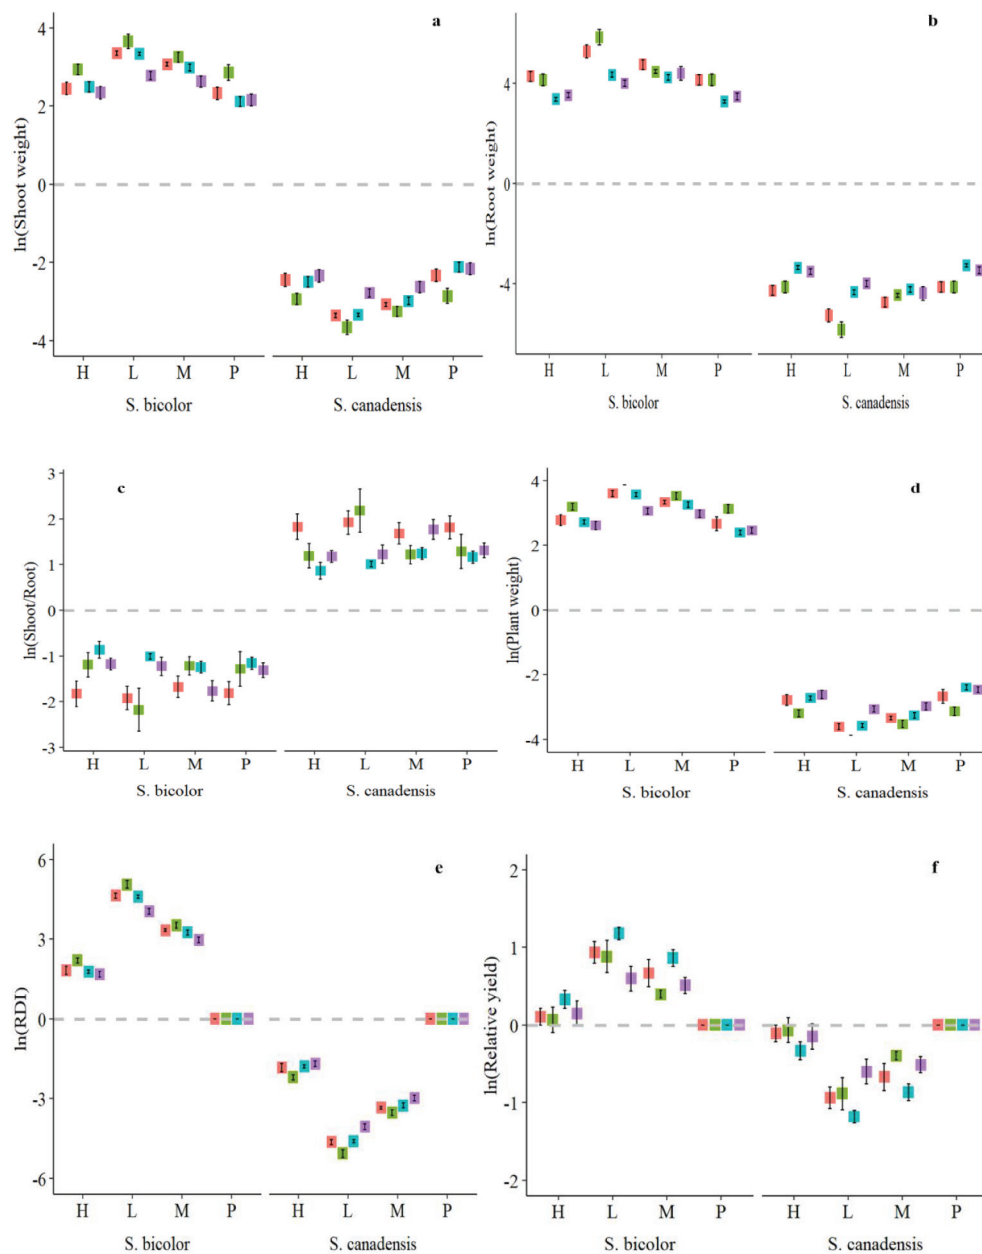 a
ln(Shoot weight)
4
2
0
-2
-4
H L M P H L M P
S. bicolor S. canadensis
b
ln(Root weight)
4
0
-4
H L M P H L M P
S. bicolor S. canadensis
c
ln(Shoot/Root)
3
2
1
0
-1
-2
-3
H L M P H L M P
S. bicolor S. canadensis
d
ln(Plant weight)
4
2
0
-2
-4
H L M P H L M P
S. bicolor S. canadensis
e
ln(RDI)
6
3
0
-3
-6
H L M P H L M P
S. bicolor S. canadensis
f
ln(Relative yield)
2
1
0
-1
-2
H L M P H L M P
S. bicolor S. canadensis